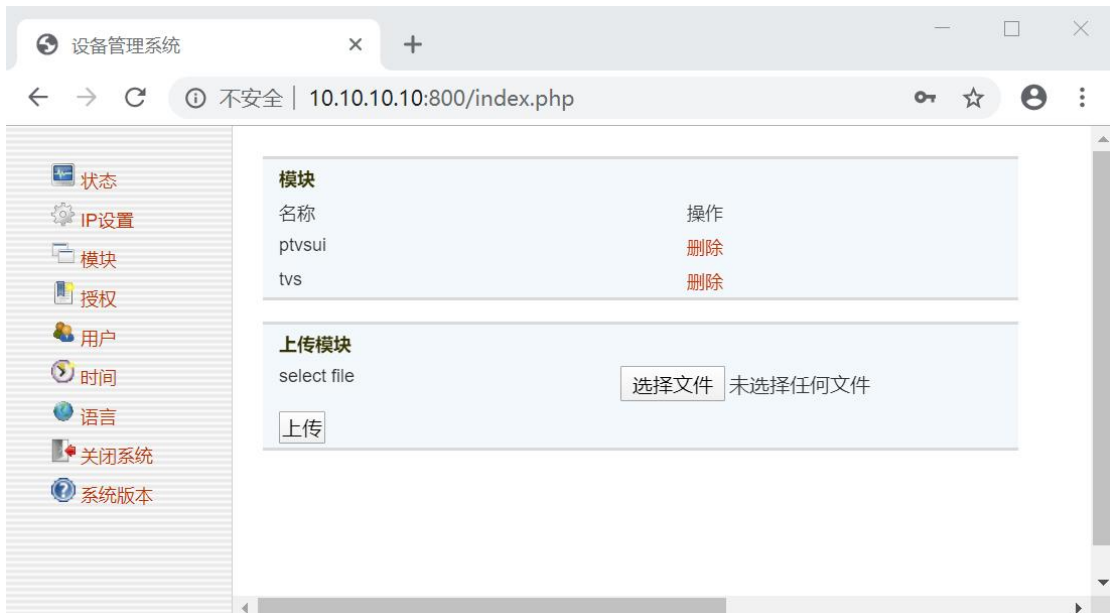 设备管理系统
不安全 | 10.10.10.10:800/index.php
状态
IP设置
模块
授权
用户
时间
语言
关闭系统
系统版本
模块
名称 操作
ptvsui 删除
tvs 删除
上传模块
select file 选择文件 未选择任何文件
上传